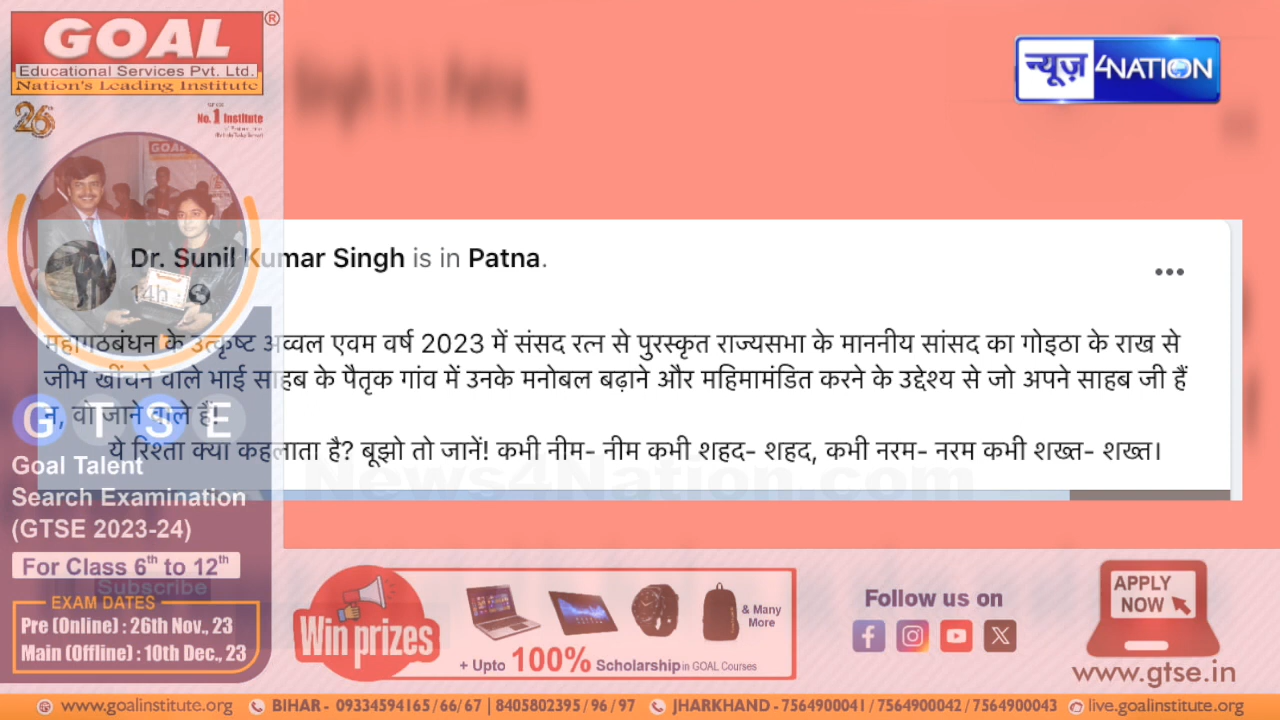 GOAL ®
Educational Services Pvt. Ltd.
Nation's Leading Institute
26th
No. 1 Institute
न्यूज़ 4NATION
Dr. Sunil Kumar Singh is in Patna.
14h
महागठबंधन के उत्कृष्ट अव्वल एवम वर्ष 2023 में संसद रत्न से पुरस्कृत राज्यसभा के माननीय सांसद का गोइठा के राख से
जीभ खींचने वाले भाई साहब के पैतृक गांव में उनके मनोबल बढ़ाने और महिमामंडित करने के उद्देश्य से जो अपने साहब जी हैं
न, वो जाने वाले हैं!
ये रिश्ता क्या कहलाता है? बूझो तो जानें! कभी नीम- नीम कभी शहद- शहद, कभी नरम- नरम कभी शख्त- शख्त।
News4Nation.com
GTSE
Goal Talent
Search Examination
(GTSE 2023-24)
For Class 6th to 12th
Subscribe
EXAM DATES
Pre (Online) : 26th Nov., 23
Main (Offline) : 10th Dec., 23
Win prizes
& Many
More
+ Upto 100% Scholarship in GOAL Courses
Follow us on
APPLY
NOW
www.gtse.in
www.goalinstitute.org BIHAR - 09334594165/66/67 | 8405802395/96/97 JHARKHAND - 7564900041/7564900042/7564900043 live.goalinstitute.org